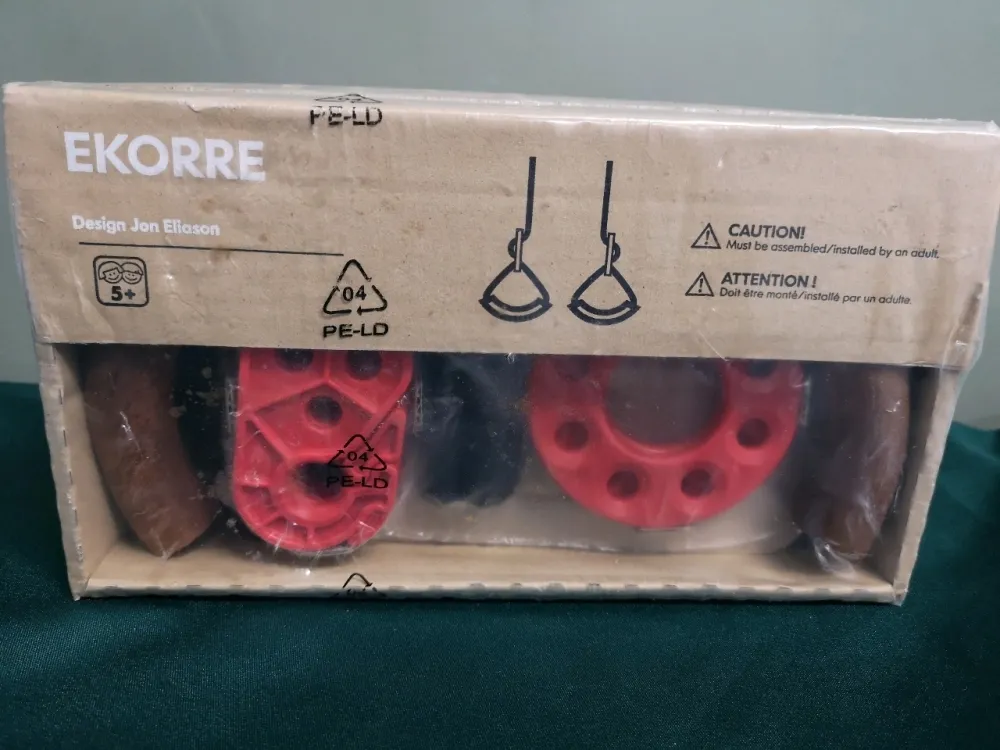 PE-LD
EKORRE
Design Jon Eliason
5+
04
PE-LD
CAUTION!
Must be assembled/installed by an adult.
ATTENTION!
Doit être monté/installé par un adulte.
04
PE-LD